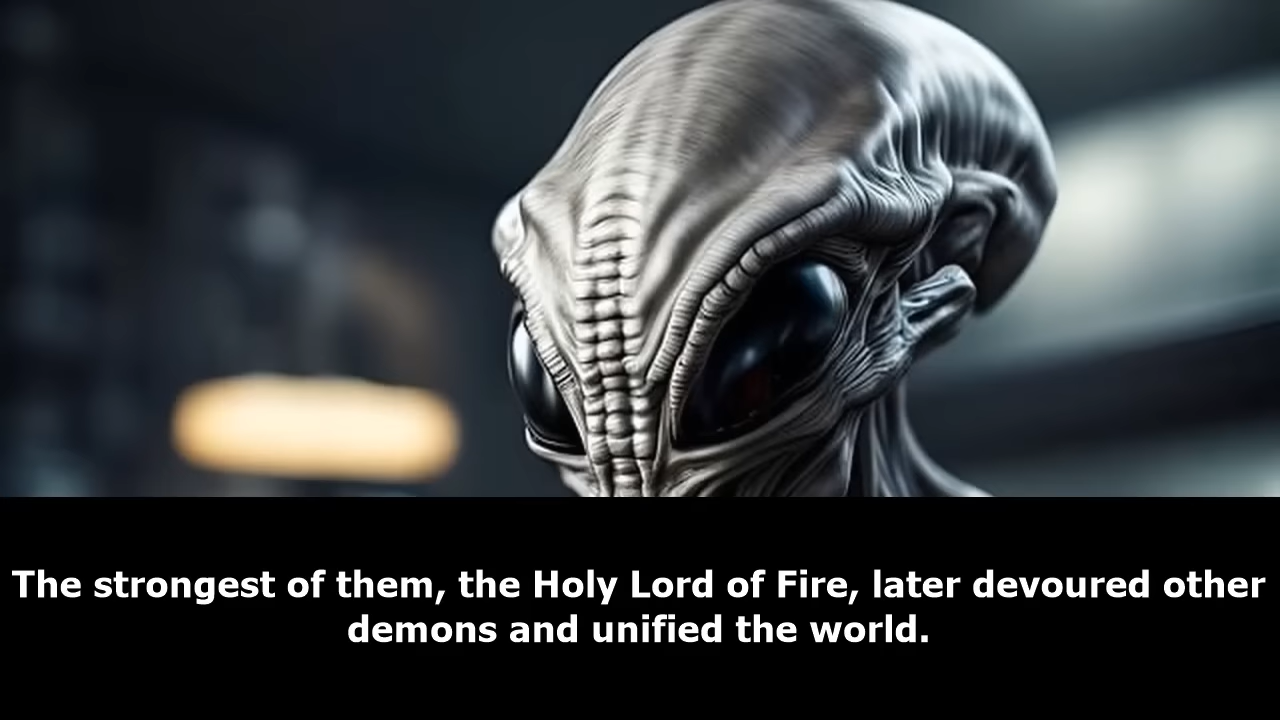 The strongest of them, the Holy Lord of Fire, later devoured other
demons and unified the world.